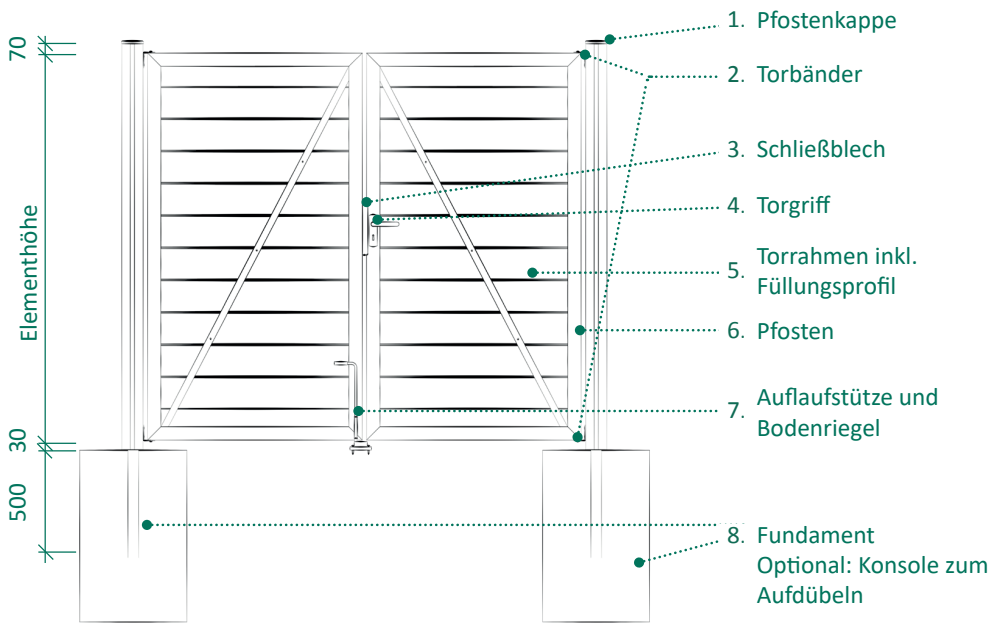 1. Pfostenkappe
2. Torbänder
3. Schließblech
4. Torgriff
5. Torrahmen inkl.
Füllungsprofil
6. Pfosten
7. Auflaufstütze und
Bodenriegel
8. Fundament
Optional: Konsole zum
Aufdübeln
70
Elementhöhe
30
500